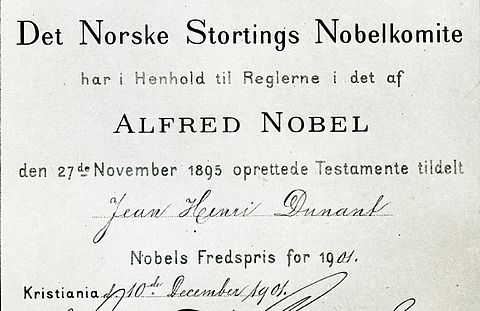 Det Norske Stortings Nobelkomite
har i Henhold til Reglerne i det af
ALFRED NOBEL
den 27de November 1895 oprettede Testamente tildelt
Jean Henri Dunant
Nobels Fredspris for 1901.
Kristiania, 10de December 1901.